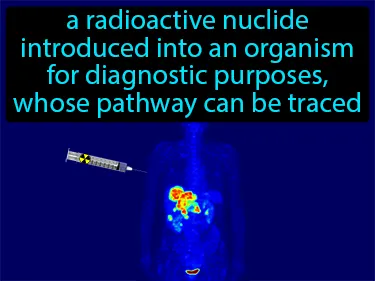 a radioactive nuclide
introduced into an organism
for diagnostic purposes,
whose pathway can be traced